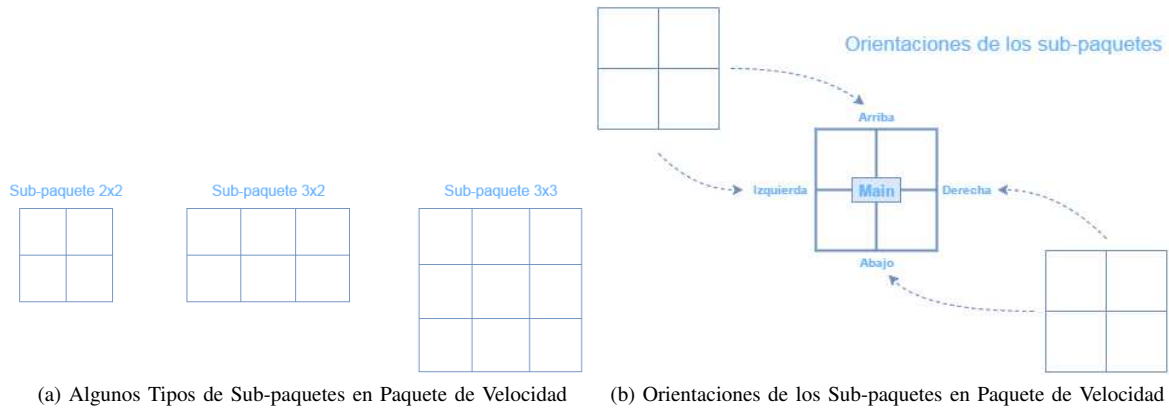 Sub-paquete 2x2
Sub-paquete 3x2
Sub-paquete 3x3
(a) Algunos Tipos de Sub-paquetes en Paquete de Velocidad
Orientaciones de los sub-paquetes
Arriba
Izquierda
Main
Derecha
Abajo
(b) Orientaciones de los Sub-paquetes en Paquete de Velocidad